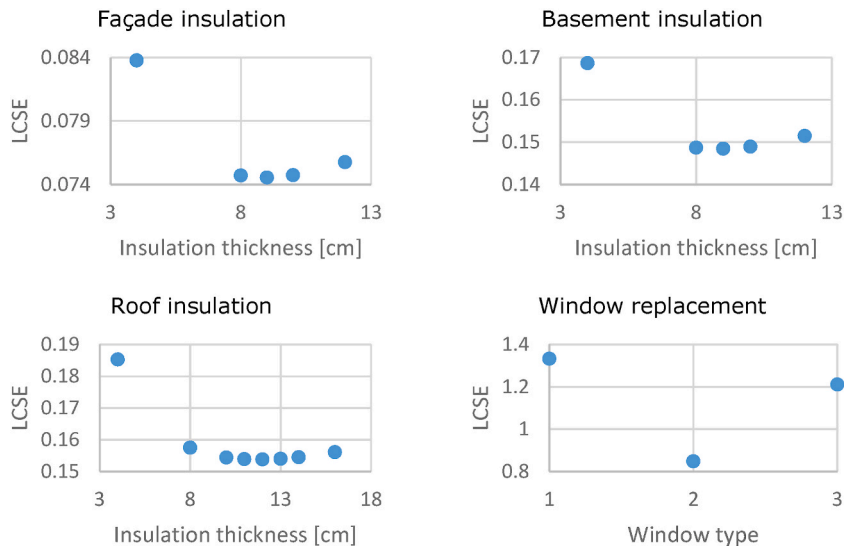 Façade insulation
0.084
0.079
0.074
LCSE
3 8 13
Insulation thickness [cm]
Basement insulation
0.17
0.16
0.15
0.14
LCSE
3 8 13
Insulation thickness [cm]
Roof insulation
0.19
0.18
0.17
0.16
0.15
LCSE
3 8 13 18
Insulation thickness [cm]
Window replacement
1.4
1.2
1
0.8
LCSE
1 2 3
Window type